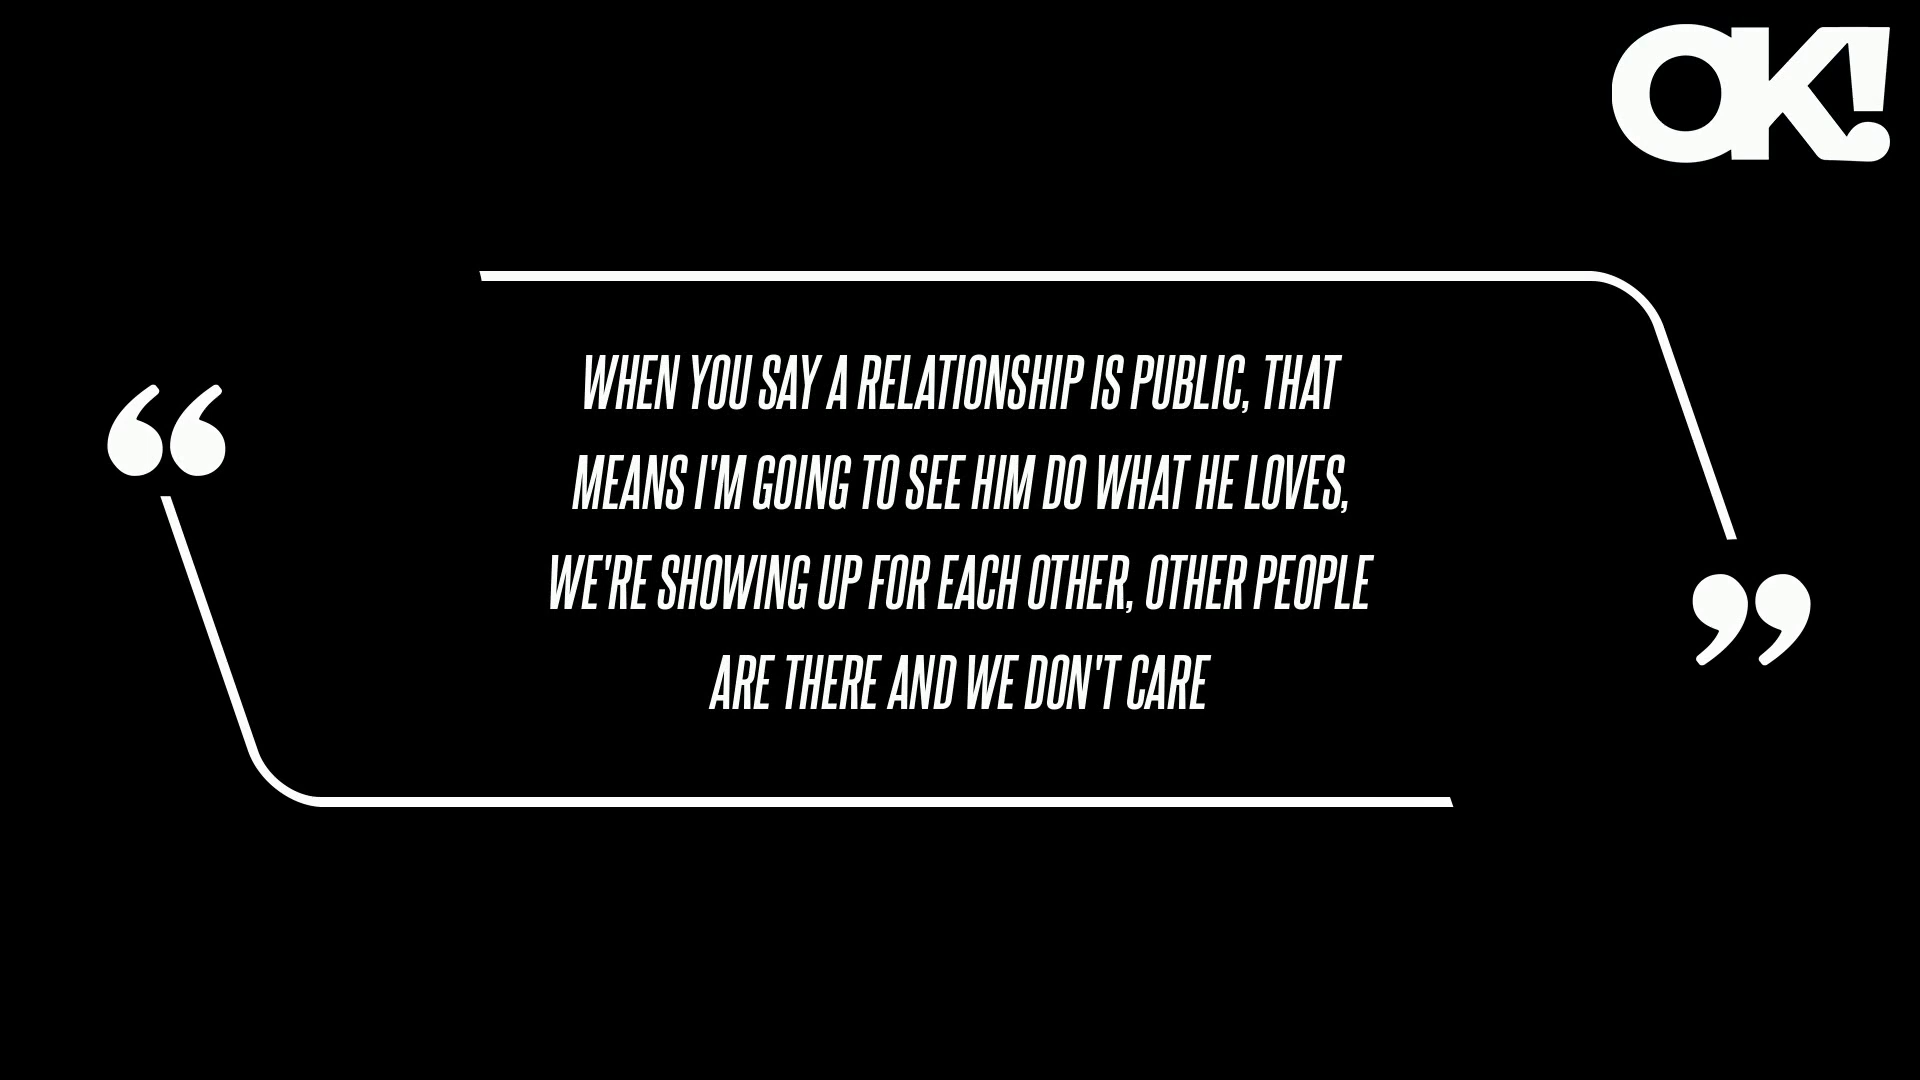 OK!
“
WHEN YOU SAY A RELATIONSHIP IS PUBLIC, THAT
MEANS I'M GOING TO SEE HIM DO WHAT HE LOVES,
WE'RE SHOWING UP FOR EACH OTHER, OTHER PEOPLE
ARE THERE AND WE DON'T CARE
”